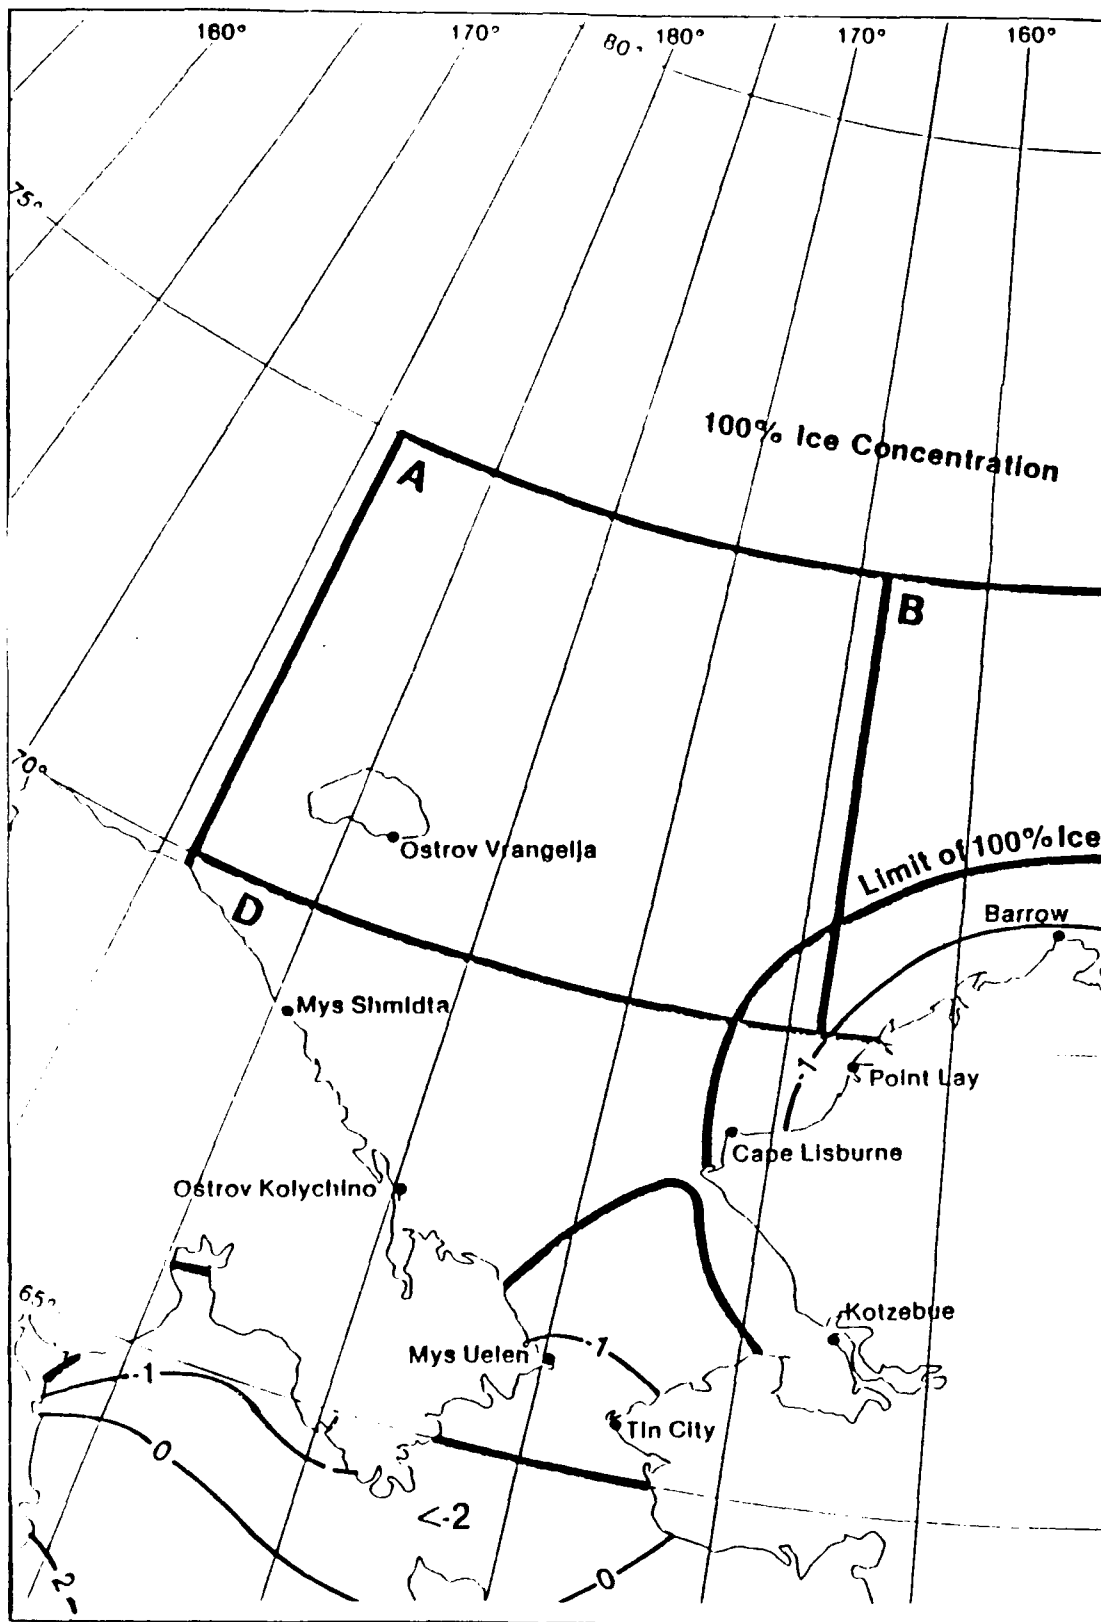 160° 170° 80° 180° 170° 160°
75°
100% Ice Concentration
A
B
70°
Ostrov Vrangelja
Limit of 100% Ice
D
Barrow
Mys Shmidta
-1
Point Lay
Cape Lisburne
Ostrov Kolychino
65°
Kotzebue
Mys Uelen
-1
-1
Tin City
0
<-2
0
2